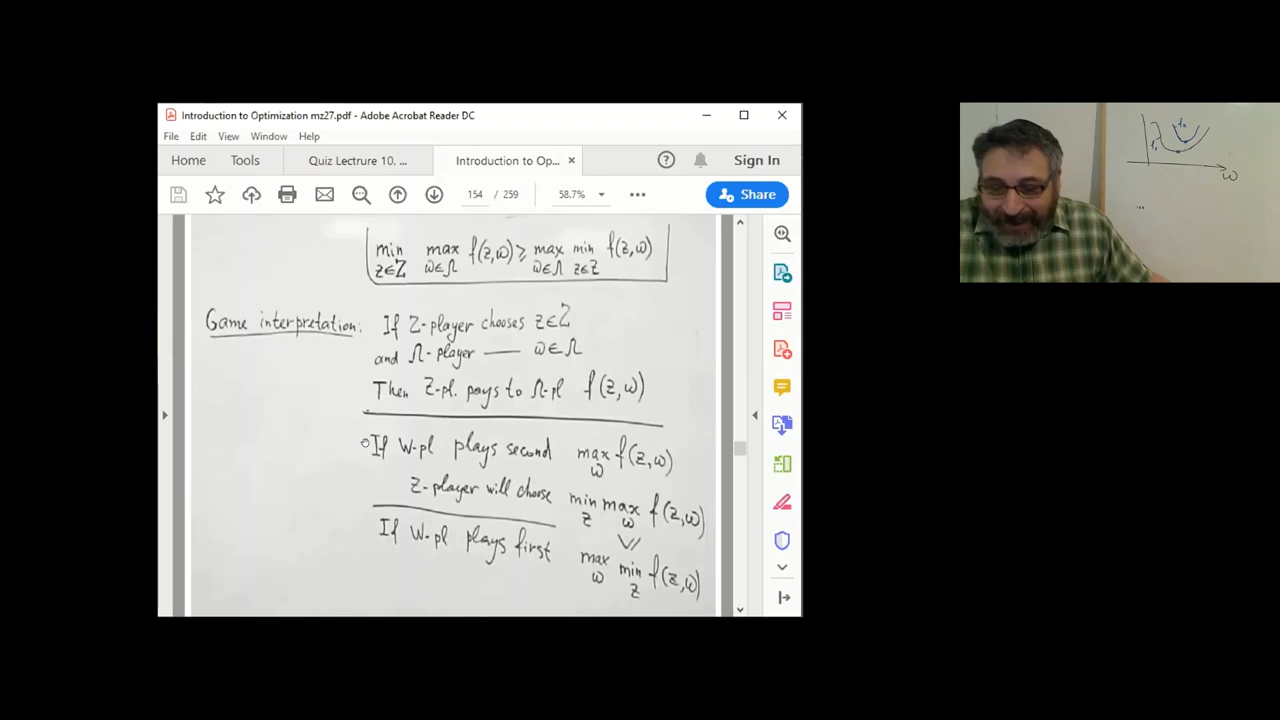 Introduction to Optimization mz27.pdf - Adobe Acrobat Reader DC
File Edit View Window Help
Home Tools Quiz Lectrure 10, ... Introduction to Op... × Sign In
154 / 259 58.7% Share
min max f(z,ω) ≥ max min f(z,ω)
z∈Z ω∈Ω ω∈Ω z∈Z
Game interpretation: If Z-player chooses z∈Z
and Ω-player — ω∈Ω
Then Z-pl. pays to Ω-pl f(z,ω)
If W-pl plays second max f(z,ω)
ω
Z-player will choose min max f(z,ω)
z ω
If W-pl plays first ∨/
max min f(z,ω)
ω z
ω